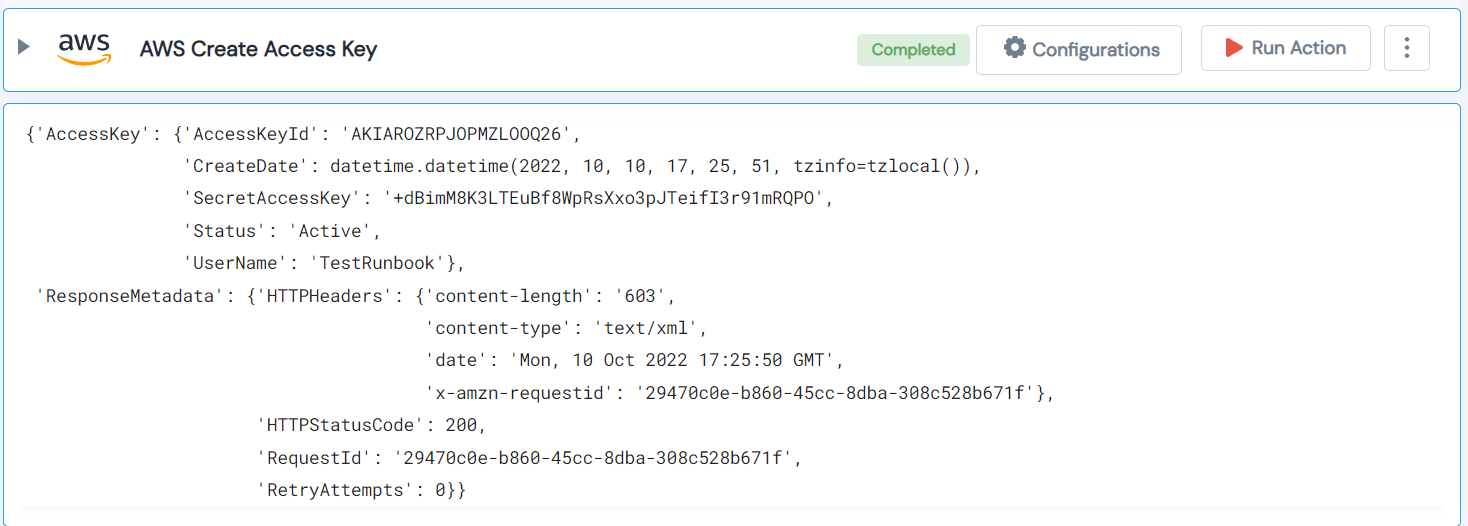 aws AWS Create Access Key Completed Configurations Run Action
{'AccessKey': {'AccessKeyId': 'AKIAROZRPJOPMZLOOQ26',
'CreateDate': datetime.datetime(2022, 10, 10, 17, 25, 51, tzinfo=tzlocal()),
'SecretAccessKey': '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',
'Status': 'Active',
'UserName': 'TestRunbook'},
'ResponseMetadata': {'HTTPHeaders': {'content-length': '603',
'content-type': 'text/xml',
'date': 'Mon, 10 Oct 2022 17:25:50 GMT',
'x-amzn-requestid': '29470c0e-b860-45cc-8dba-308c528b671f'},
'HTTPStatusCode': 200,
'RequestId': '29470c0e-b860-45cc-8dba-308c528b671f',
'RetryAttempts': 0}}